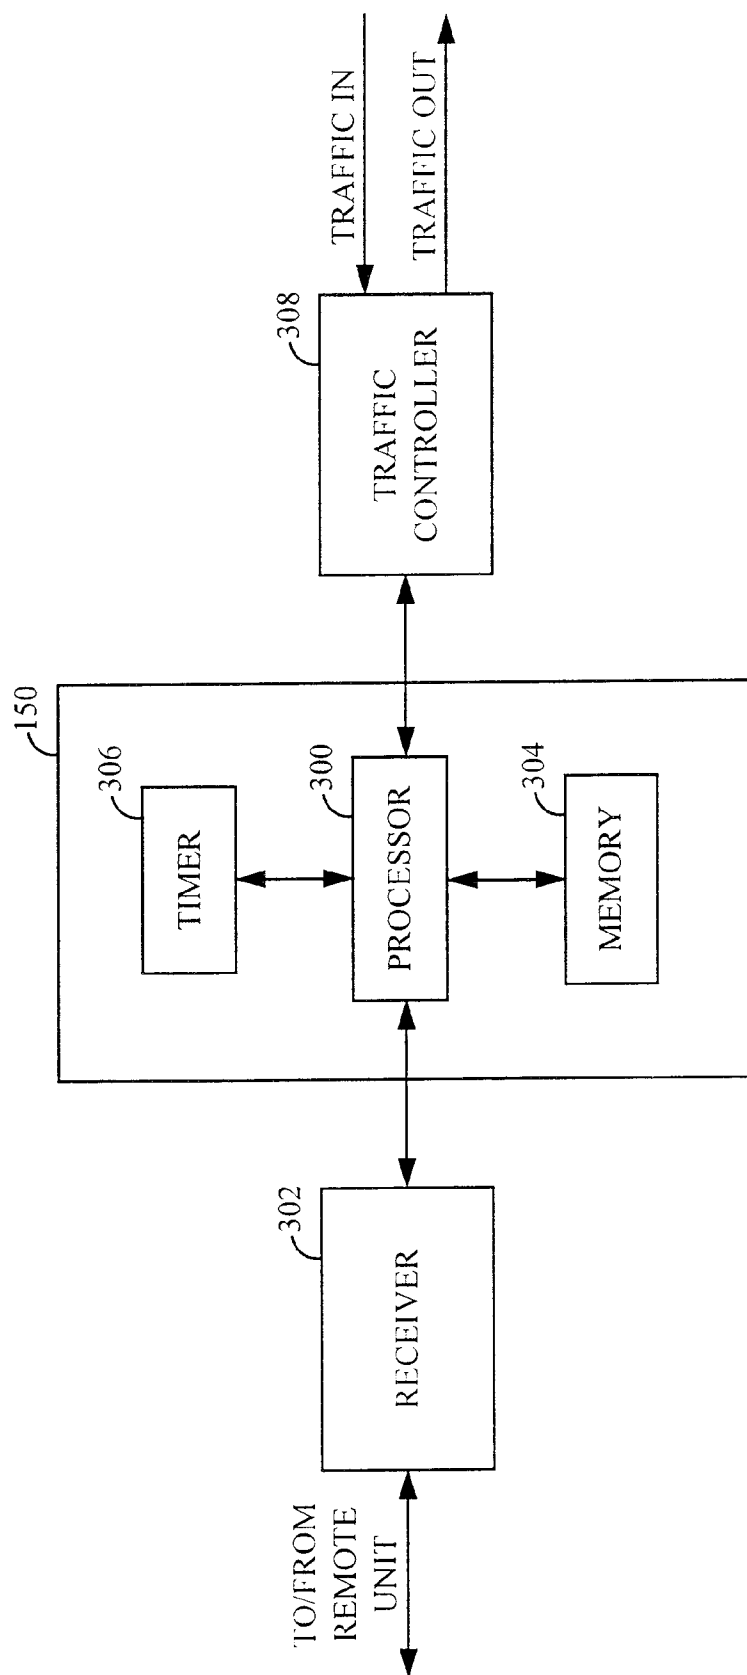 TO/FROM
REMOTE
UNIT
302
RECEIVER
150
306
TIMER
300
PROCESSOR
304
MEMORY
308
TRAFFIC
CONTROLLER
TRAFFIC IN
TRAFFIC OUT